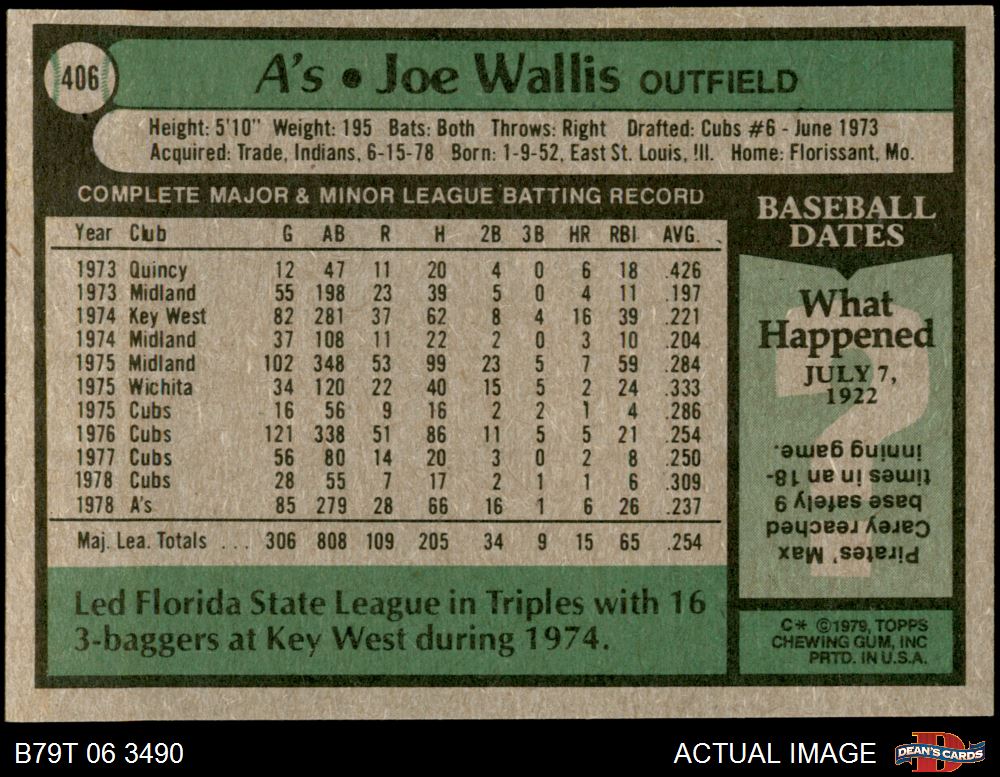 406
A's • Joe Wallis OUTFIELD
Height: 5'10" Weight: 195 Bats: Both Throws: Right Drafted: Cubs #6 - June 1973
Acquired: Trade, Indians, 6-15-78 Born: 1-9-52, East St. Louis, !ll. Home: Florissant, Mo.
COMPLETE MAJOR & MINOR LEAGUE BATTING RECORD
Year Club G AB R H 2B 3B HR RBI AVG.
1973 Quincy 12 47 11 20 4 0 6 18 .426
1973 Midland 55 198 23 39 5 0 4 11 .197
1974 Key West 82 281 37 62 8 4 16 39 .221
1974 Midland 37 108 11 22 2 0 3 10 .204
1975 Midland 102 348 53 99 23 5 7 59 .284
1975 Wichita 34 120 22 40 15 5 2 24 .333
1975 Cubs 16 56 9 16 2 2 1 4 .286
1976 Cubs 121 338 51 86 11 5 5 21 .254
1977 Cubs 56 80 14 20 3 0 2 8 .250
1978 Cubs 28 55 7 17 2 1 1 6 .309
1978 A's 85 279 28 66 16 1 6 26 .237
Maj. Lea. Totals ... 306 808 109 205 34 9 15 65 .254
Led Florida State League in Triples with 16
3-baggers at Key West during 1974.
BASEBALL
DATES
What
Happened
JULY 7,
1922
?
Pirates' Max
Carey reached
base safely 9
times in an 18-
inning game.
C* ©1979, TOPPS
CHEWING GUM, INC
PRTD. IN U.S.A.
B79T 06 3490
ACTUAL IMAGE
D
DEAN'S CARDS